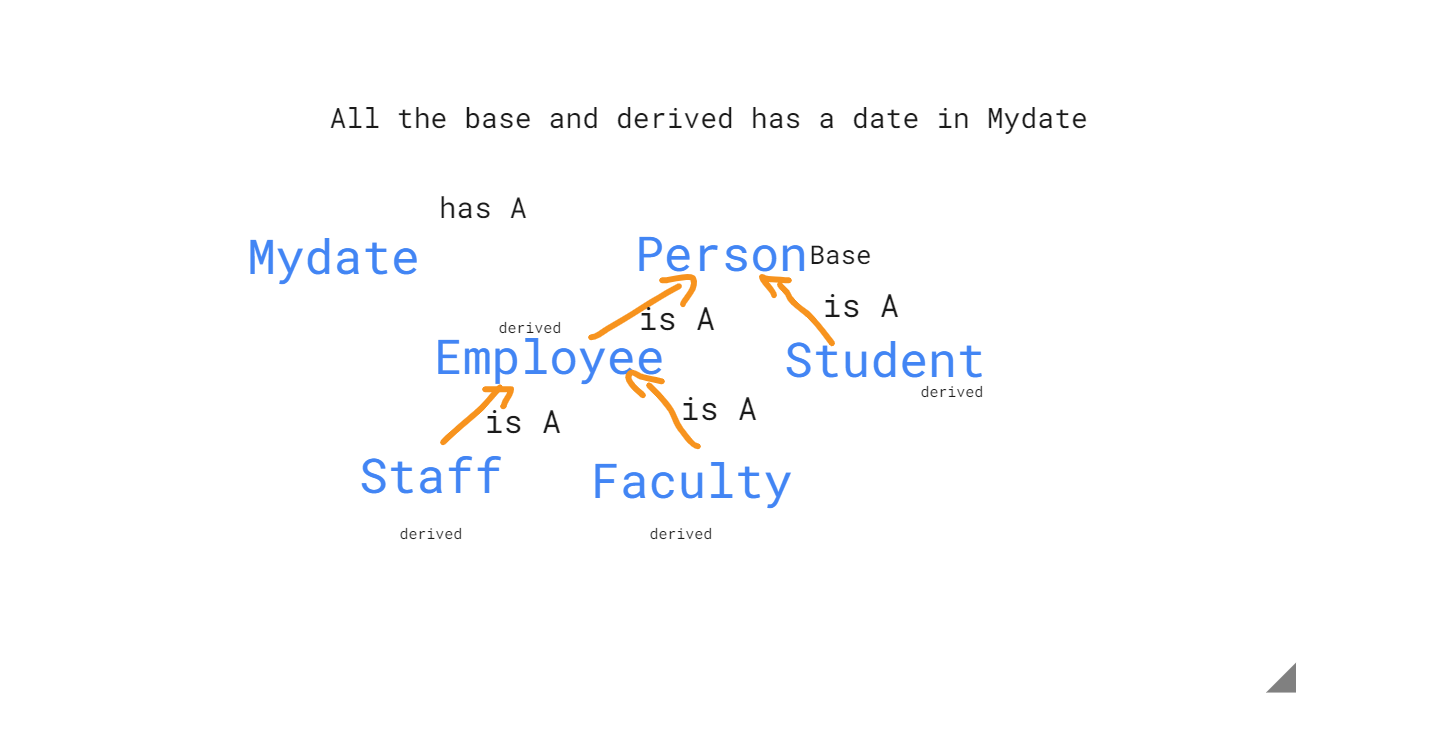 All the base and derived has a date in Mydate
has A
Mydate
Person Base
is A
is A
derived
Employee
Student
derived
is A
is A
Staff
Faculty
derived
derived